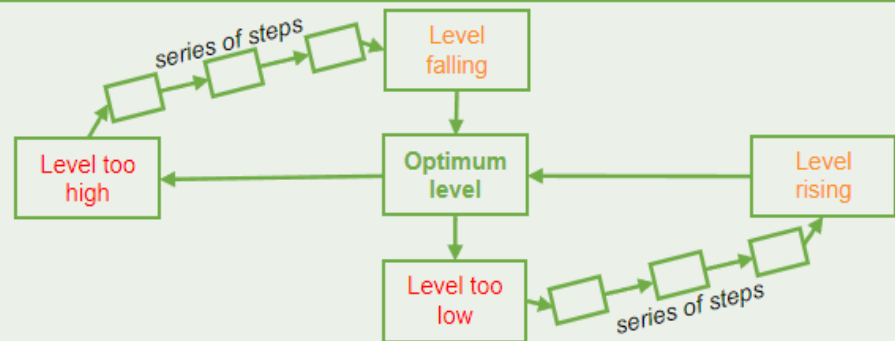 series of steps
Level
falling
Level too
high
Optimum
level
Level
rising
Level too
low
series of steps